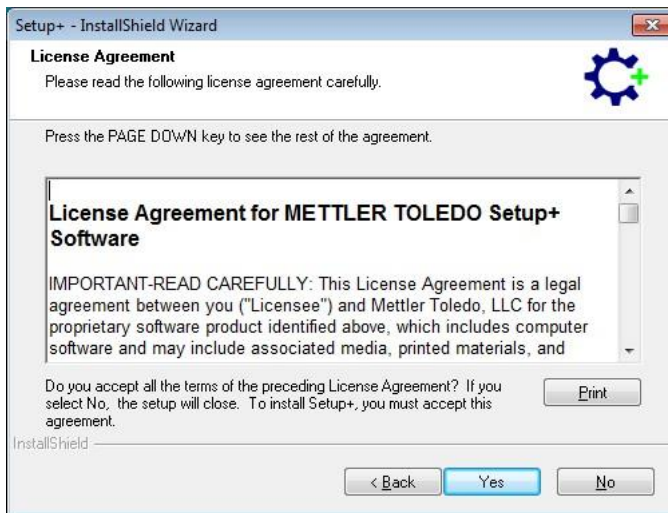 Setup+ - InstallShield Wizard
License Agreement
Please read the following license agreement carefully.
Press the PAGE DOWN key to see the rest of the agreement.
License Agreement for METTLER TOLEDO Setup+
Software
IMPORTANT-READ CAREFULLY: This License Agreement is a legal
agreement between you ("Licensee") and Mettler Toledo, LLC for the
proprietary software product identified above, which includes computer
software and may include associated media, printed materials, and
Do you accept all the terms of the preceding License Agreement? If you
select No, the setup will close. To install Setup+, you must accept this
agreement.
Print
InstallShield
< Back
Yes
No